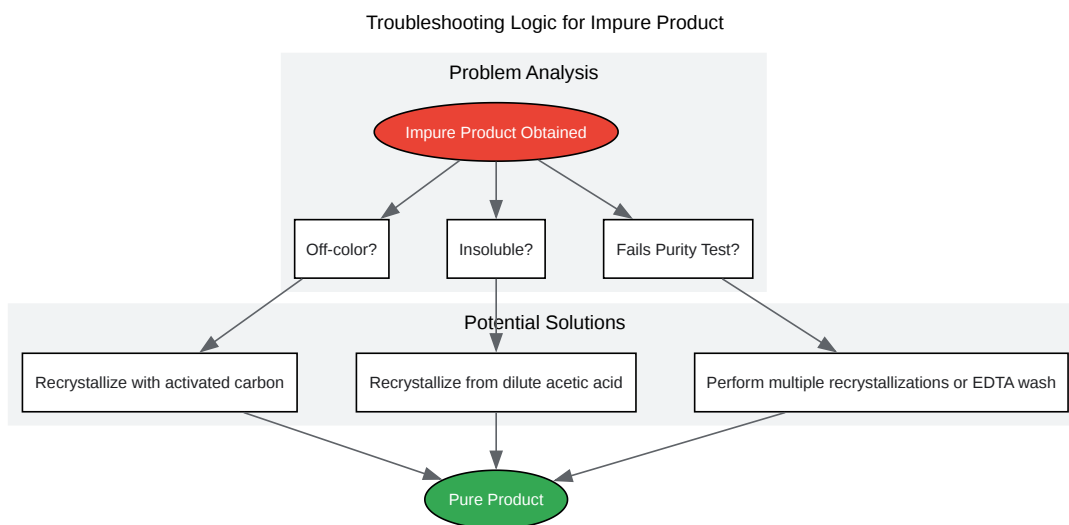 Troubleshooting Logic for Impure Product
Problem Analysis
Impure Product Obtained
Off-color?
Insoluble?
Fails Purity Test?
Potential Solutions
Recrystallize with activated carbon
Recrystallize from dilute acetic acid
Perform multiple recrystallizations or EDTA wash
Pure Product